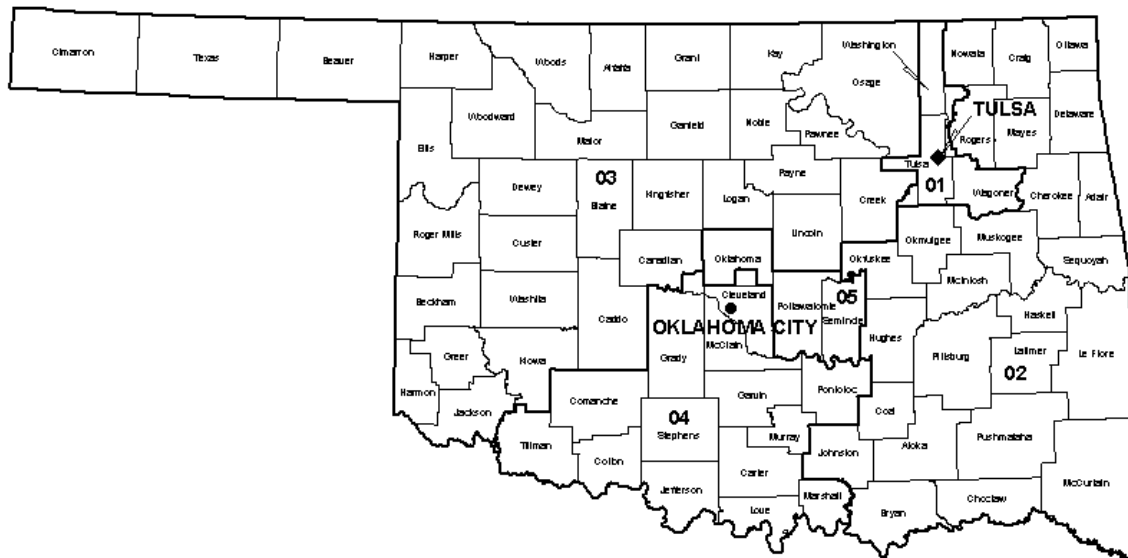 Cimarron
Texas
Beauer
Harper
Woods
Alfalfa
Grant
Kay
Washington
Osage
Nowata
Craig
Ottawa
Woodward
Ellis
Major
Garfield
Noble
Pawnee
TULSA
Rogers
Mayes
Delaware
Dewey
03
Blaine
Kingfisher
Logan
Payne
Creek
Tulsa
01
Wagoner
Cherokee
Adair
Roger Mills
Custer
Canadian
Oklahoma
Lincoln
Okfuskee
Okmulgee
Muskogee
McIntosh
Sequoyah
Beckham
Washita
Caddo
Cleueland
Pottawatomie
05
Seminole
Haskell
OKLAHOMA CITY
Greer
Kiowa
Grady
McClain
Hughes
Pittsburg
Latimer
02
Le Flore
Harmon
Jackson
Comanche
Garuin
Pontotoc
Coal
04
Stephens
Tillman
Cotton
Murray
Johnston
Atoka
Pushmataha
Carter
Jefferson
Loue
Marshall
Bryan
Choctaw
McCurtain